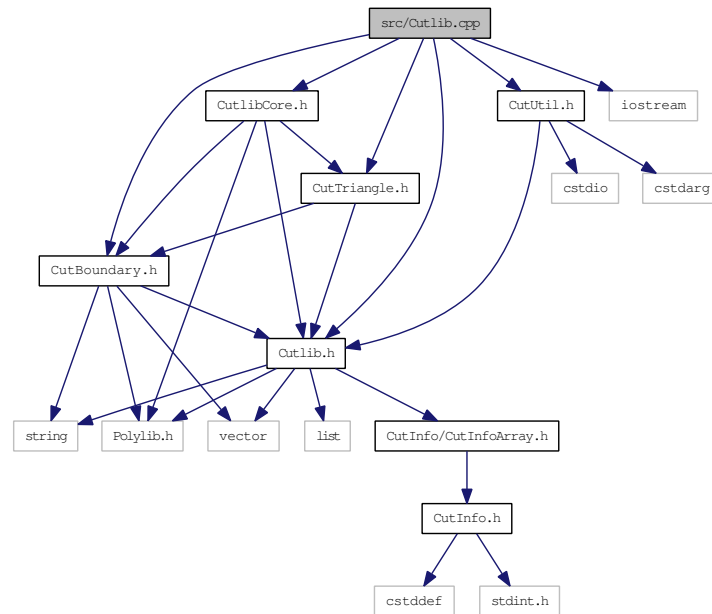 src/Cutlib.cpp
CutlibCore.h
CutUtil.h
iostream
CutTriangle.h
cstdio
cstdarg
CutBoundary.h
Cutlib.h
string
Polylib.h
vector
list
CutInfo/CutInfoArray.h
CutInfo.h
cstddef
stdint.h